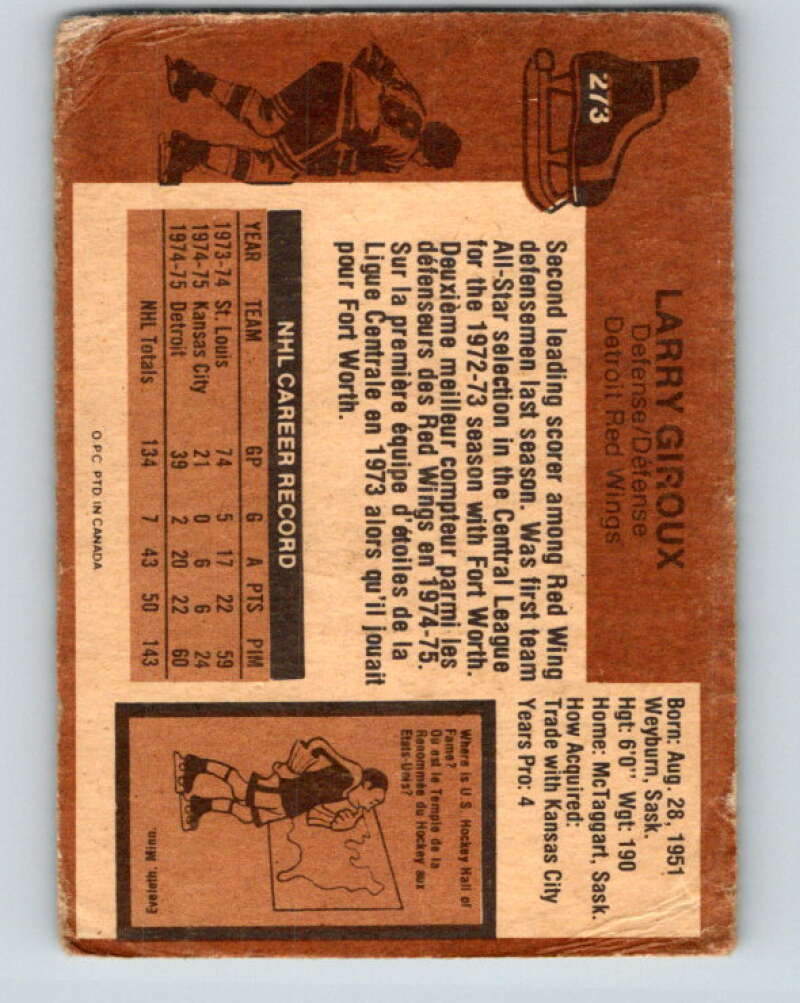 273
LARRY GIROUX
Defense/Défense
Detroit Red Wings
Born: Aug. 28, 1951
Weyburn, Sask.
Hgt: 6'0" Wgt: 190
Home: McTaggart, Sask.
How Acquired:
Trade with Kansas City
Years Pro: 4
Second leading scorer among Red Wing
defensemen last season. Was first team
All-Star selection in the Central League
for the 1972-73 season with Fort Worth.
Deuxième meilleur compteur parmi les
défenseurs des Red Wings en 1974-75.
Sur la première équipe d'étoiles de la
Ligue Centrale en 1973 alors qu'il jouait
pour Fort Worth.
NHL CAREER RECORD
YEAR TEAM GP G A PTS PIM
1973-74 St. Louis 74 5 17 22 59
1974-75 Kansas City 21 0 6 6 24
1974-75 Detroit 39 2 20 22 60
NHL Totals 134 7 43 50 143
O PC PTD IN CANADA
Where is U.S. Hockey Hall of
Fame?
Où est le Temple de la
Renommée du Hockey aux
Etats-Unis?
Eveleth, Minn.